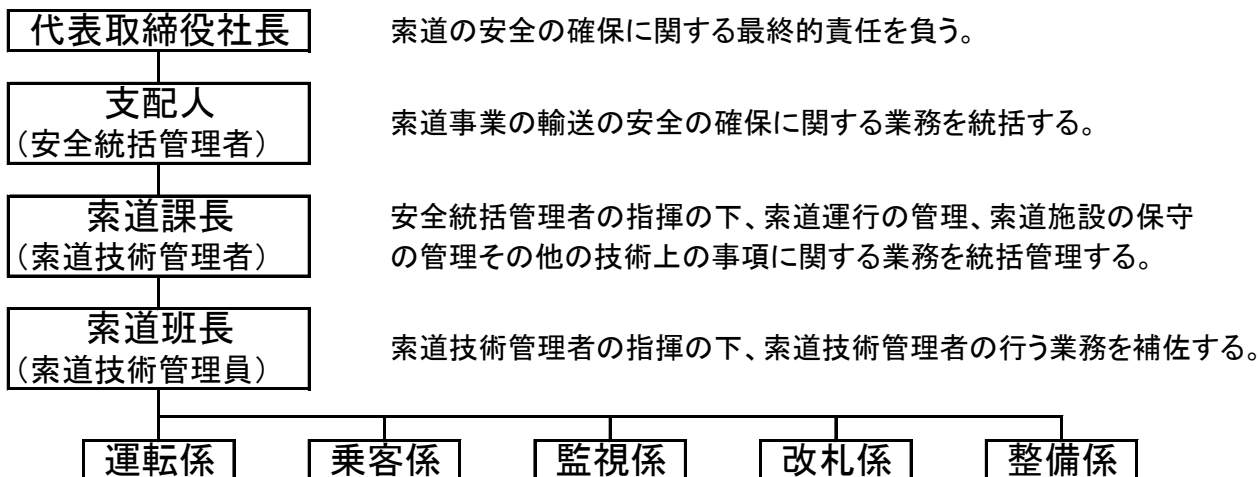 代表取締役社長
索道の安全の確保に関する最終的責任を負う。
支配人
（安全統括管理者）
索道事業の輸送の安全の確保に関する業務を統括する。
索道課長
（索道技術管理者）
安全統括管理者の指揮の下、索道運行の管理、索道施設の保守
の管理その他の技術上の事項に関する業務を統括管理する。
索道班長
（索道技術管理員）
索道技術管理者の指揮の下、索道技術管理者の行う業務を補佐する。
運転係
乗客係
監視係
改札係
整備係